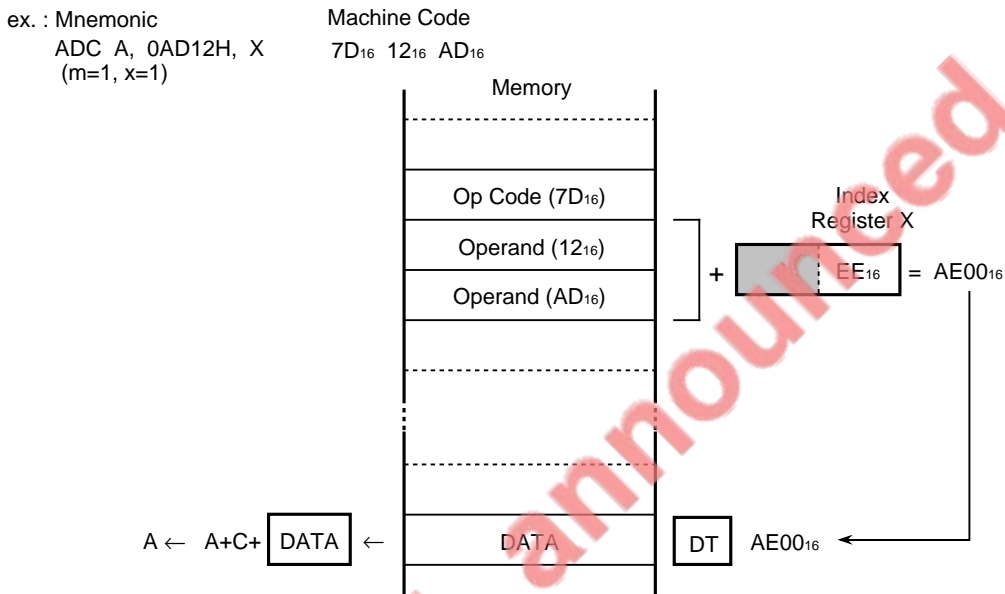 ex. : Mnemonic
Machine Code
ADC A, 0AD12H, X
7D16 1216 AD16
(m=1, x=1)
Memory
Op Code (7D16)
Index
Register X
Operand (1216)
+
EE16
= AE0016
Operand (AD16)
A ← A+C+ DATA ←
DATA
DT
AE0016
announced